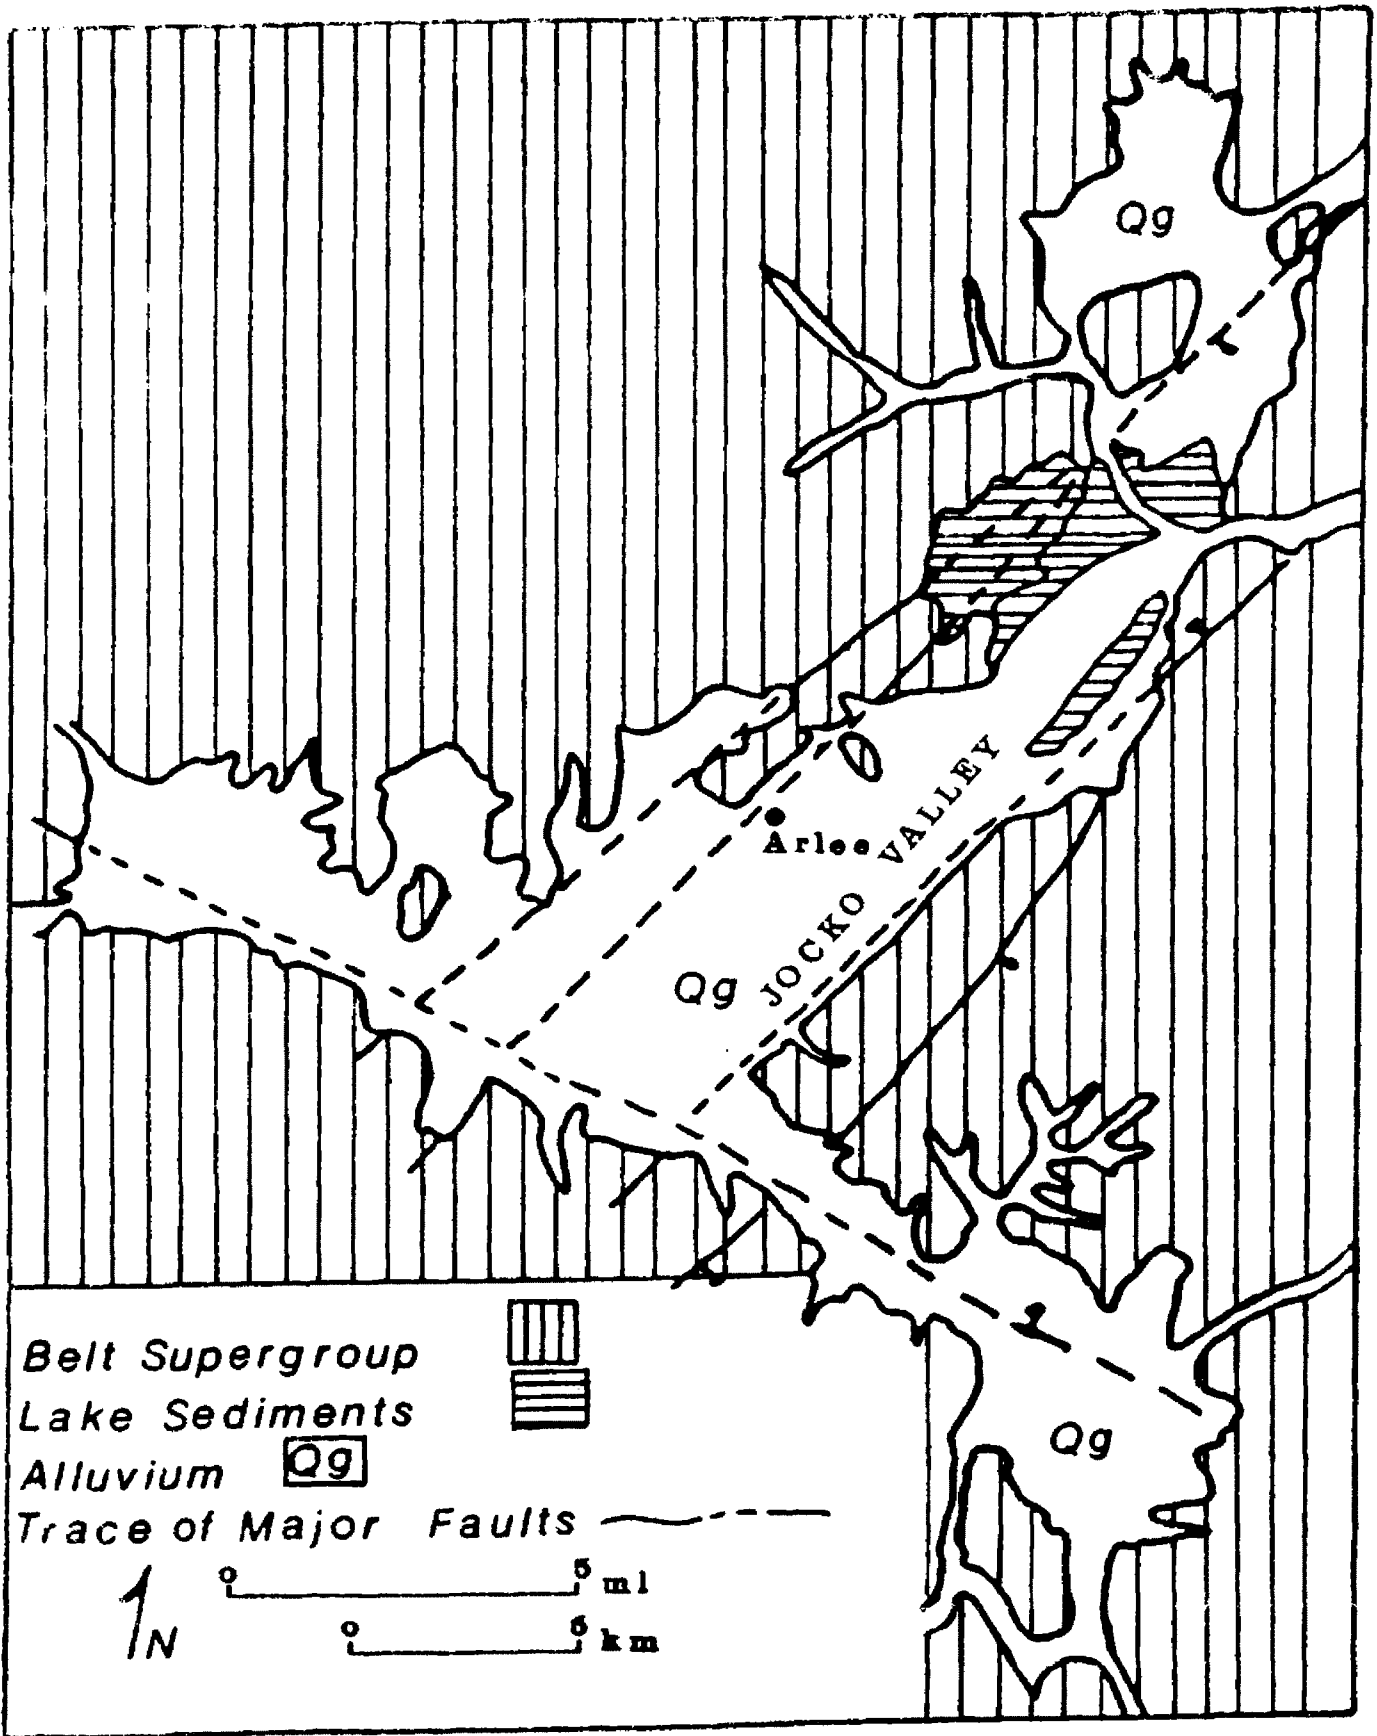 Qg
Arlee
JOCKO VALLEY
Qg
Qg
Belt Supergroup
Lake Sediments
Alluvium Qg
Trace of Major Faults
0 5 mi
0 5 km
N